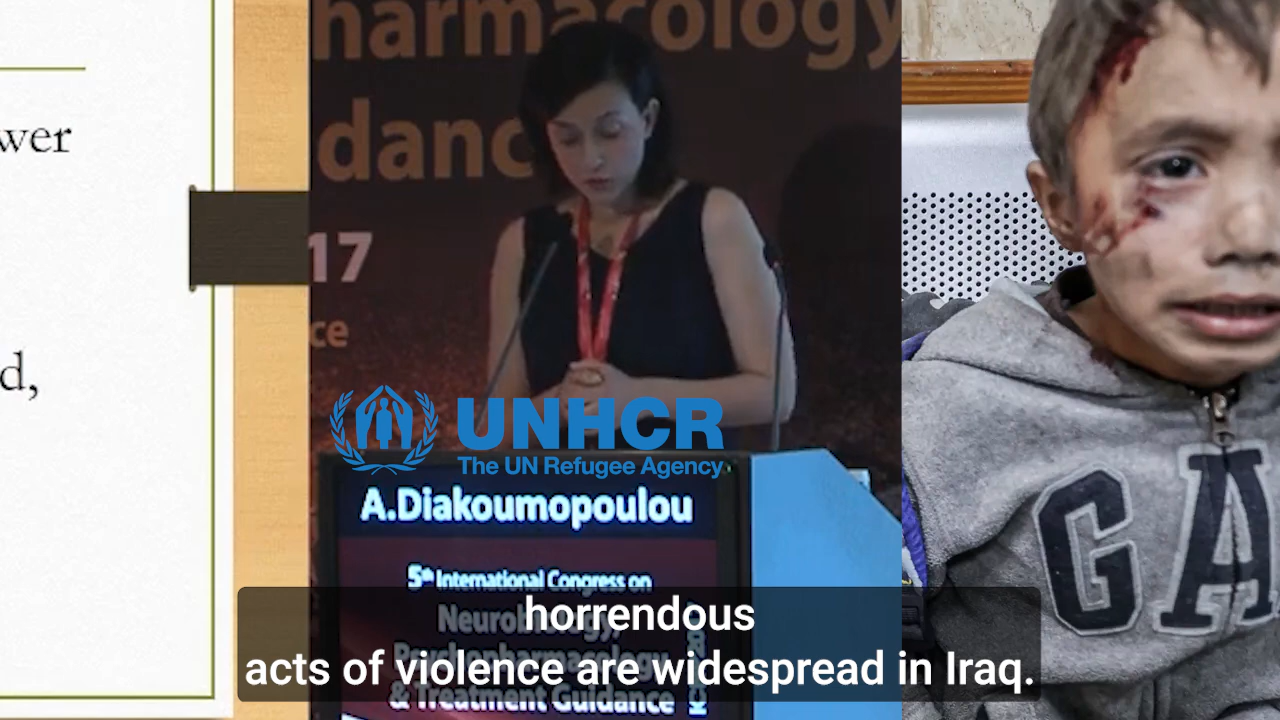 wer
d,
harmacology
danc
17
ce
UNHCR
The UN Refugee Agency
A.Diakoumopoulou
5th International Congress on
Neurobiology,
Psychopharmacology
& Treatment Guidance
GA
horrendous
acts of violence are widespread in Iraq.